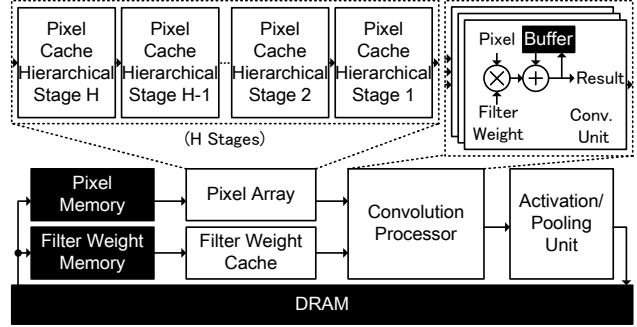 Pixel Cache Hierarchical Stage H
Pixel Cache Hierarchical Stage H-1
Pixel Cache Hierarchical Stage 2
Pixel Cache Hierarchical Stage 1
(H Stages)
Pixel
Buffer
Result
Filter Weight
Conv. Unit
Pixel Memory
Pixel Array
Filter Weight Memory
Filter Weight Cache
Convolution Processor
Activation/ Pooling Unit
DRAM